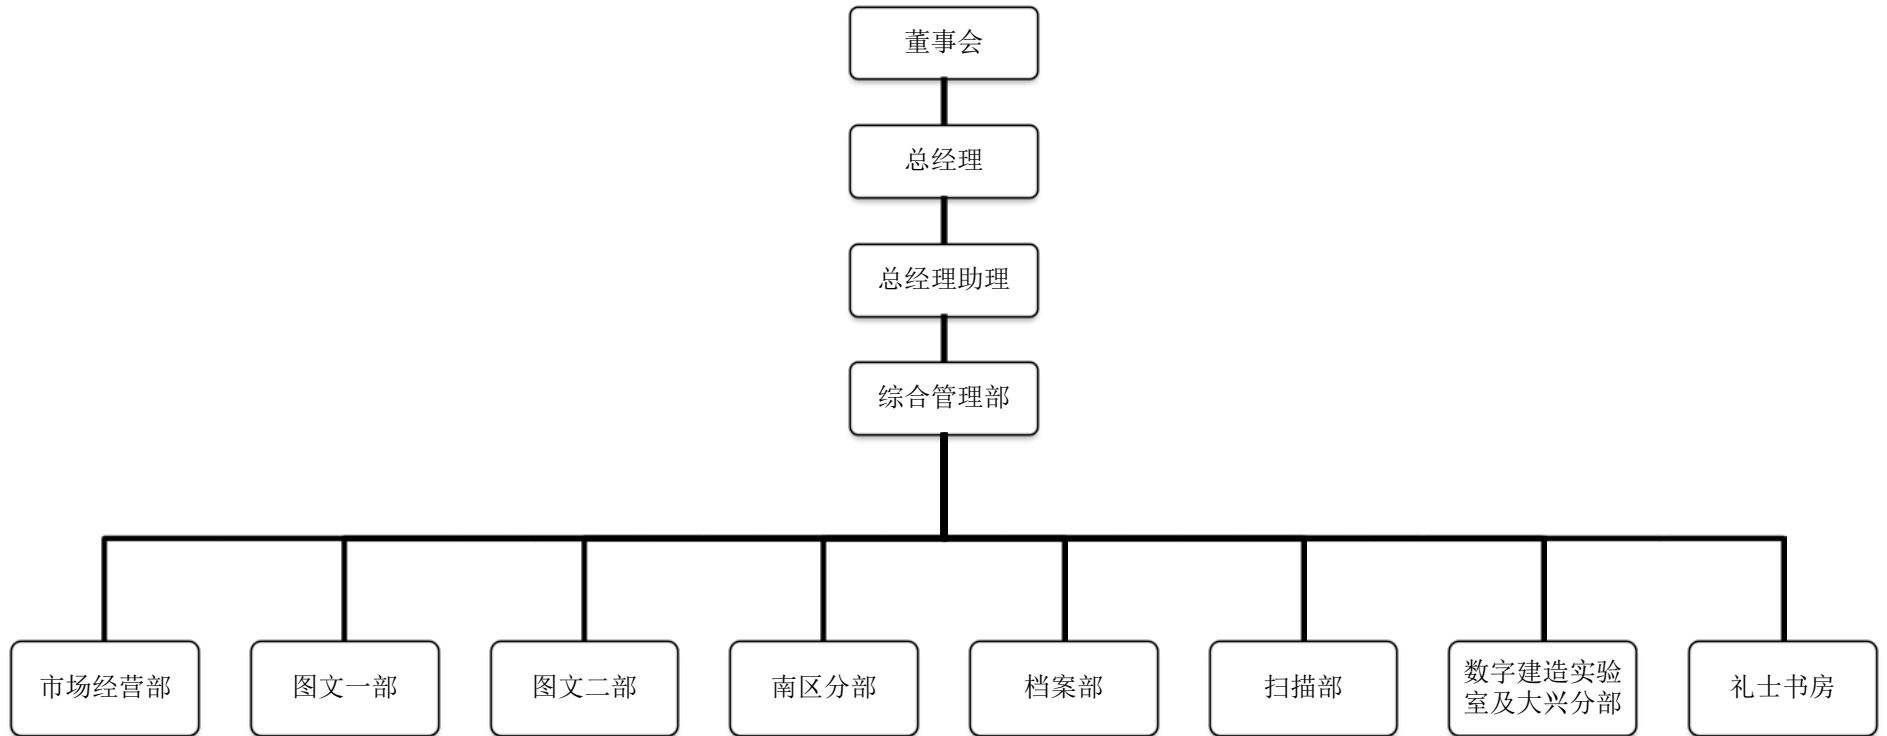 董事会
总经理
总经理助理
综合管理部
市场经营部
图文一部
图文二部
南区分部
档案部
扫描部
数字建造实验
室及大兴分部
礼士书房